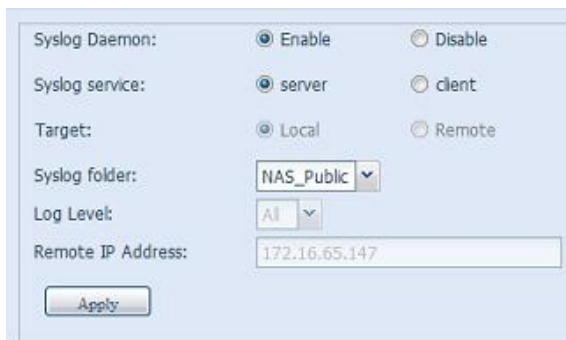 Syslog Daemon: Enable Disable
Syslog service: server client
Target: Local Remote
Syslog folder: NAS_Public
Log Level: All
Remote IP Address: 172.16.65.147
Apply